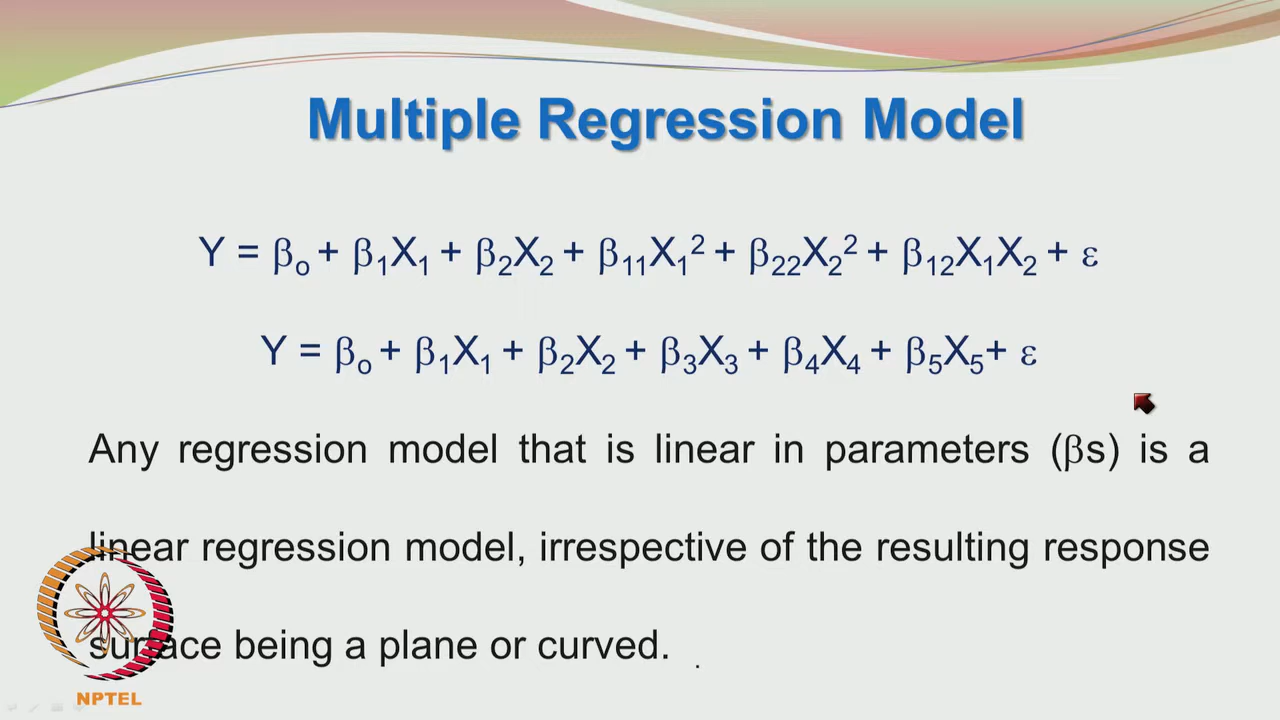 Multiple Regression Model
Y = βₒ + β₁X₁ + β₂X₂ + β₁₁X₁² + β₂₂X₂² + β₁₂X₁X₂ + ε
Y = βₒ + β₁X₁ + β₂X₂ + β₃X₃ + β₄X₄ + β₅X₅+ ε
Any regression model that is linear in parameters (βs) is a
linear regression model, irrespective of the resulting response
surface being a plane or curved.
.
NPTEL